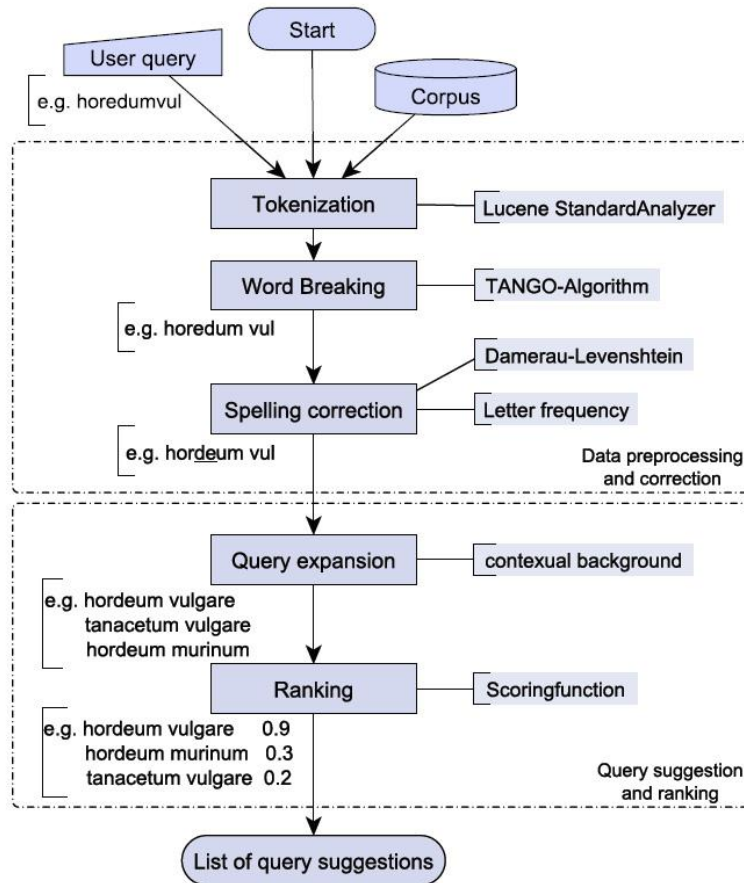 Start
User query
e.g. horedumvul
Corpus
Tokenization
Lucene StandardAnalyzer
Word Breaking
TANGO-Algorithm
e.g. horedum vul
Damerau-Levenshtein
Spelling correction
Letter frequency
e.g. hordeum vul
Data preprocessing
and correction
Query expansion
contexual background
e.g. hordeum vulgare
tanacetum vulgare
hordeum murinum
Ranking
Scoringfunction
e.g. hordeum vulgare 0.9
hordeum murinum 0.3
tanacetum vulgare 0.2
Query suggestion
and ranking
List of query suggestions